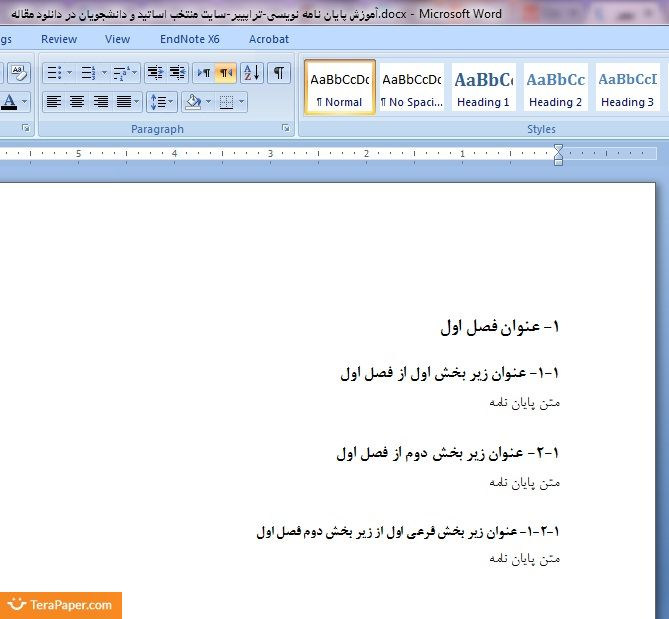 آموزش پایان نامه نویسی-تراپیپر-سایت منتخب اساتید و دانشجویان در دانلود مقاله.docx - Microsoft Word
gs Review View EndNote X6 Acrobat
AaBbCcDc AaBbCcDc AaBbCc AaBbCc AaBbCcI
¶ Normal ¶ No Spaci... Heading 1 Heading 2 Heading 3
Paragraph Styles
5 4 3 2 1
۱- عنوان فصل اول
۱-۱- عنوان زیر بخش اول از فصل اول
متن پایان نامه
۱-۲- عنوان زیر بخش دوم از فصل اول
متن پایان نامه
۱-۲-۱- عنوان زیر بخش فرعی اول از زیر بخش دوم فصل اول
متن پایان نامه
TeraPaper.com